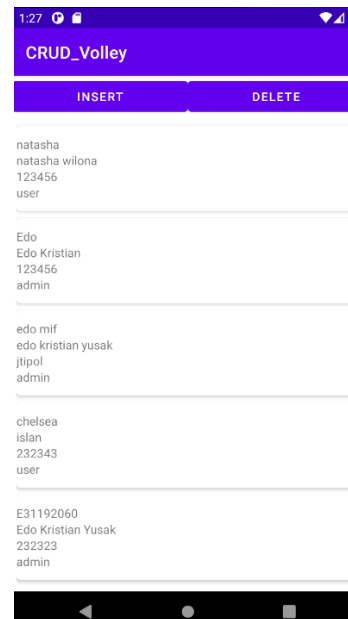 1:27
CRUD_Volley
INSERT DELETE
natasha
natasha wilona
123456
user
Edo
Edo Kristian
123456
admin
edo mif
edo kristian yusak
jtipol
admin
chelsea
islan
232343
user
E31192060
Edo Kristian Yusak
232323
admin